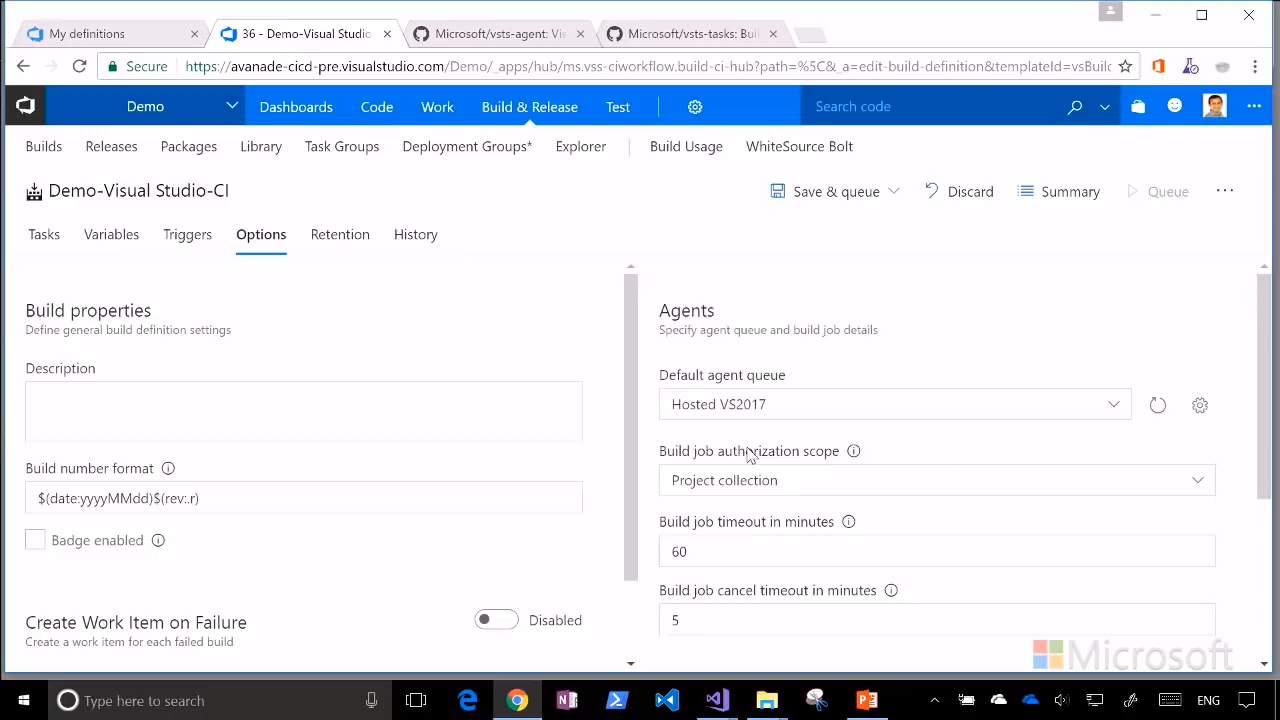 My definitions
36 - Demo-Visual Studio
Microsoft/vsts-agent: Vis
Microsoft/vsts-tasks: Buil
Secure
https://avanade-cicd-pre.visualstudio.com/Demo/_apps/hub/ms.vss-ciworkflow.build-ci-hub?path=%5C&_a=edit-build-definition&templateId=vsBuil
Demo
Dashboards
Code
Work
Build & Release
Test
Search code
Builds
Releases
Packages
Library
Task Groups
Deployment Groups*
Explorer
Build Usage
WhiteSource Bolt
Demo-Visual Studio-CI
Save & queue
Discard
Summary
Queue
Tasks
Variables
Triggers
Options
Retention
History
Build properties
Define general build definition settings
Description
Build number format
$(date:yyyyMMdd)$(rev:.r)
Badge enabled
Create Work Item on Failure
Disabled
Create a work item for each failed build
Agents
Specify agent queue and build job details
Default agent queue
Hosted VS2017
Build job authorization scope
Project collection
Build job timeout in minutes
60
Build job cancel timeout in minutes
5
Microsoft
Type here to search
ENG